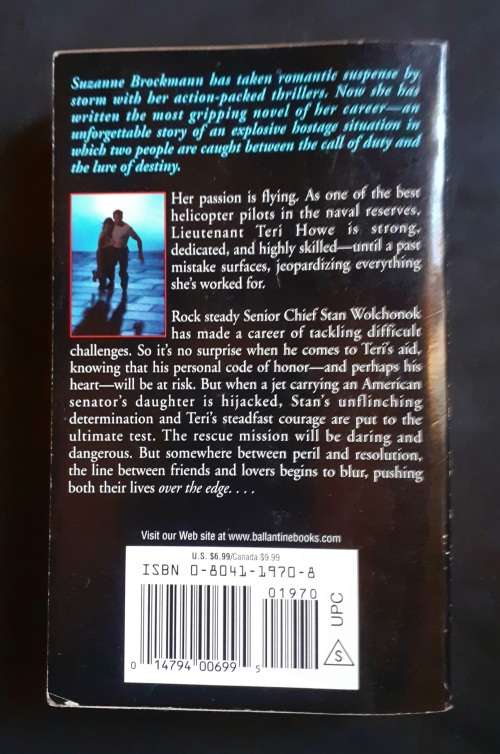 Suzanne Brockmann has taken romantic suspense by
storm with her action-packed thrillers. Now she has
written the most gripping novel of her career—an
unforgettable story of an explosive hostage situation in
which two people are caught between the call of duty and
the lure of destiny.
Her passion is flying. As one of the best
helicopter pilots in the naval reserves,
Lieutenant Teri Howe is strong,
dedicated, and highly skilled—until a past
mistake surfaces, jeopardizing everything
she's worked for.
Rock steady Senior Chief Stan Wolchonok
has made a career of tackling difficult
challenges. So it's no surprise when he comes to Teri's aid,
knowing that his personal code of honor—and perhaps his
heart—will be at risk. But when a jet carrying an American
senator's daughter is hijacked, Stan's unflinching
determination and Teri's steadfast courage are put to the
ultimate test. The rescue mission will be daring and
dangerous. But somewhere between peril and resolution,
the line between friends and lovers begins to blur, pushing
both their lives over the edge. . . .
Visit our Web site at www.ballantinebooks.com
U.S. $6.99/Canada $9.99
ISBN 0-8041-1970-8
01970
UPC
S
0 14794 00699 5